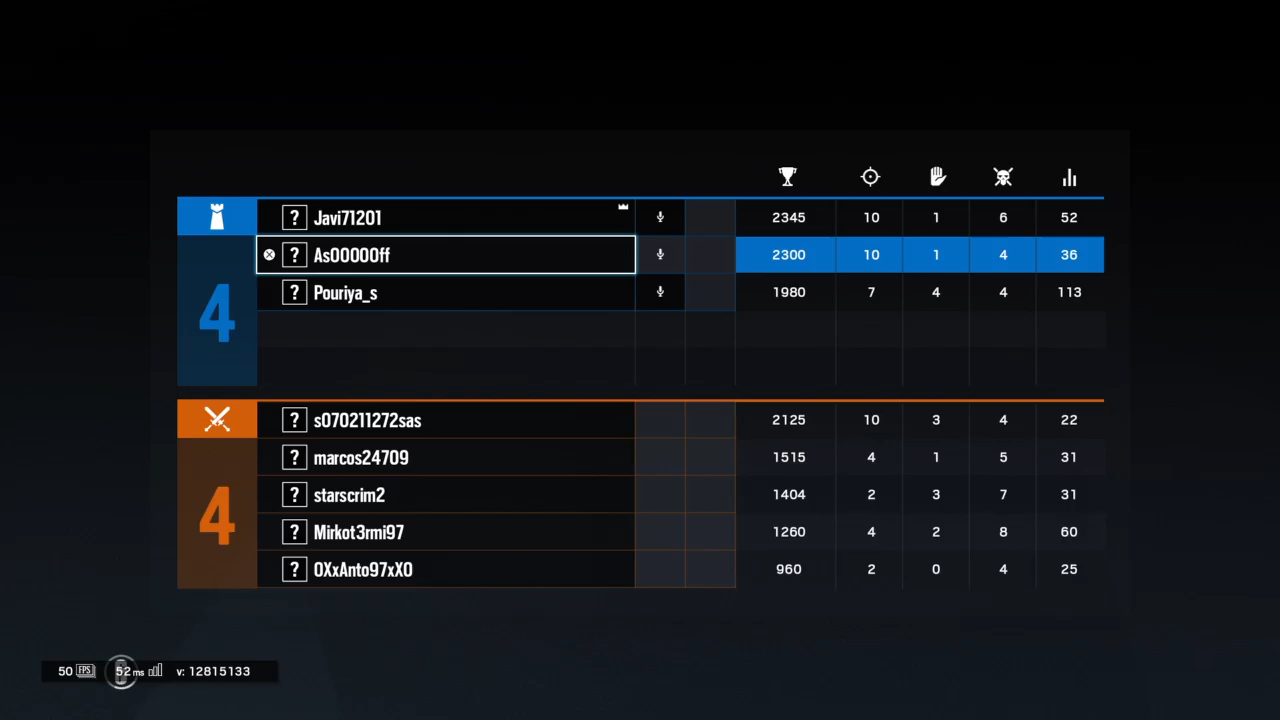 ? Javi71201 2345 10 1 6 52
? As00000ff 2300 10 1 4 36
4
? Pouriya_s 1980 7 4 4 113
? s070211272sas 2125 10 3 4 22
? marcos24709 1515 4 1 5 31
? starscrim2 1404 2 3 7 31
4
? Mirkot3rmi97 1260 4 2 8 60
? OXxAnto97xXO 960 2 0 4 25
50 FPS 52 ms v: 12815133